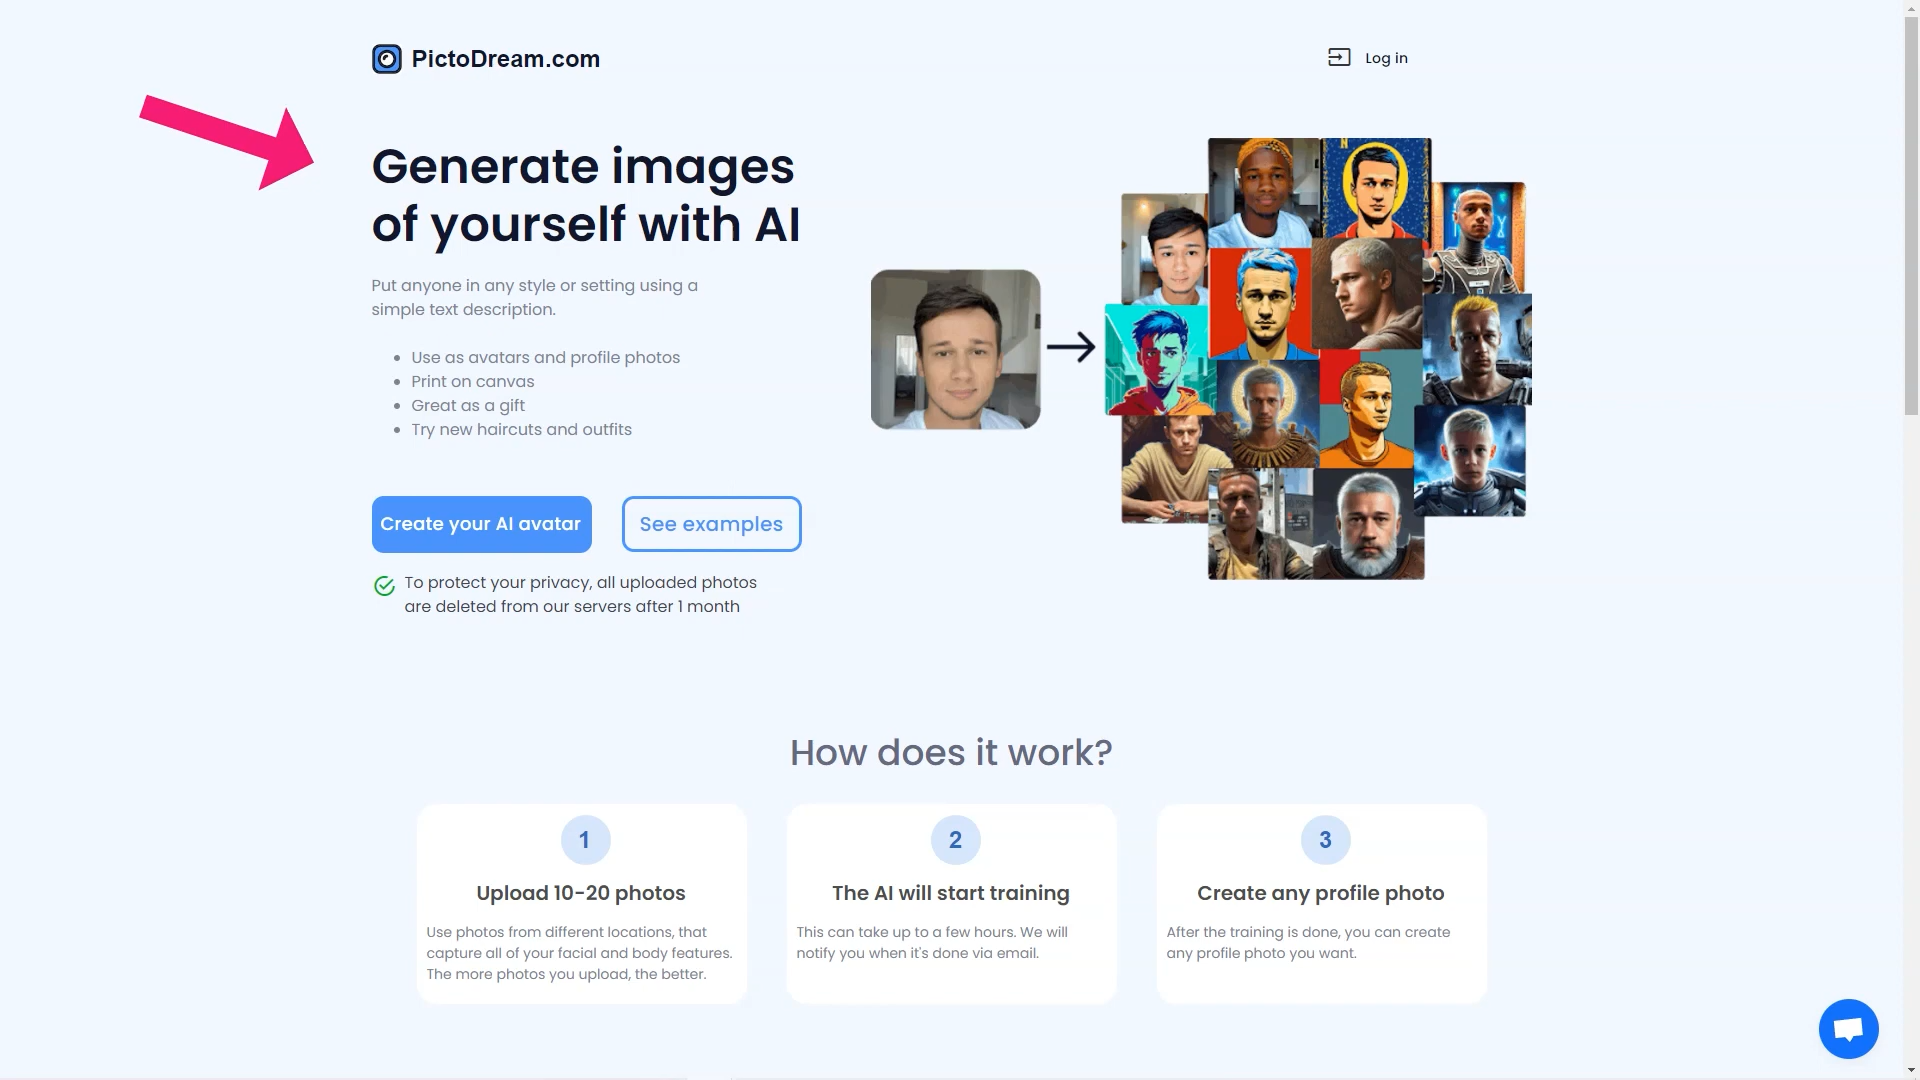 PictoDream.com
Log in
Generate images
of yourself with AI
Put anyone in any style or setting using a
simple text description.
Use as avatars and profile photos
Print on canvas
Great as a gift
Try new haircuts and outfits
Create your AI avatar
See examples
To protect your privacy, all uploaded photos
are deleted from our servers after 1 month
How does it work?
1
Upload 10-20 photos
Use photos from different locations, that
capture all of your facial and body features.
The more photos you upload, the better.
2
The AI will start training
This can take up to a few hours. We will
notify you when it's done via email.
3
Create any profile photo
After the training is done, you can create
any profile photo you want.